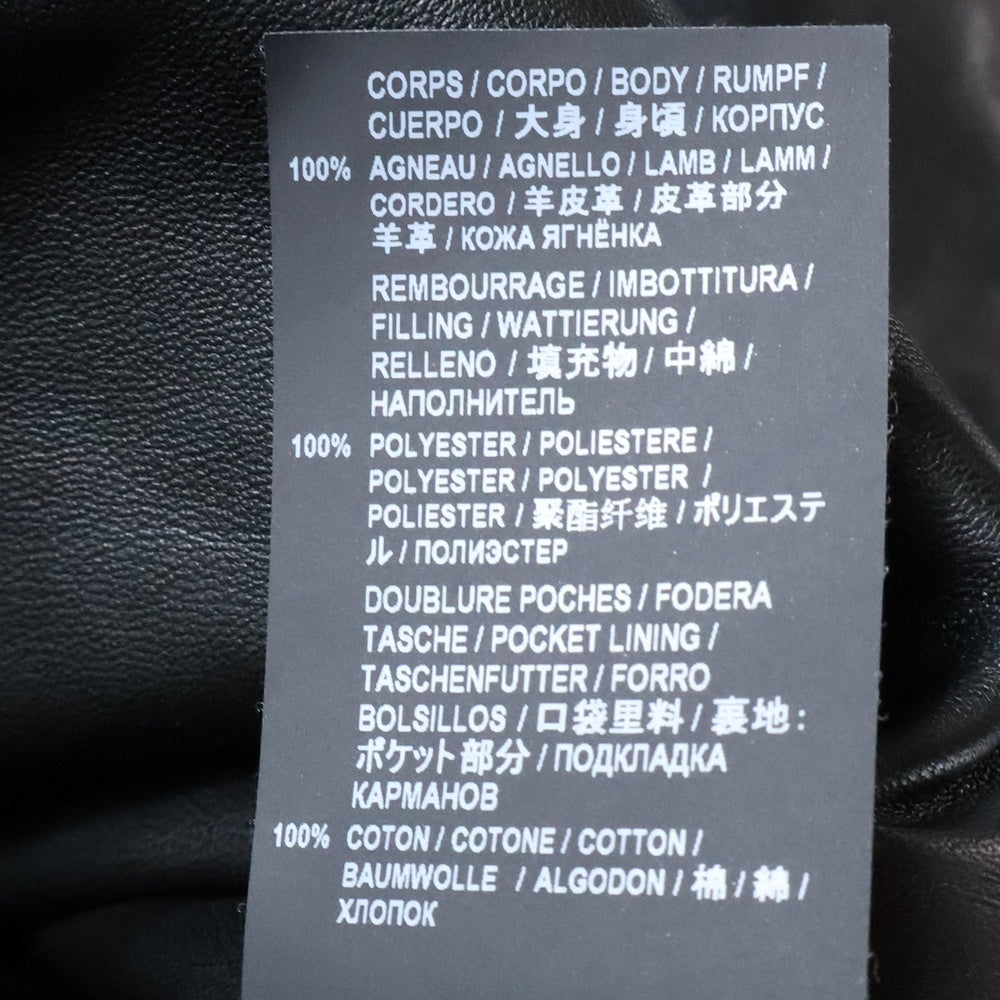 CORPS / CORPO / BODY / RUMPF /
CUERPO / 大身 / 身頃 / КОРПУС
100% AGNEAU / AGNELLO / LAMB / LAMM /
CORDERO / 羊皮革 / 皮革部分
羊革 / КОЖА ЯГНЁНКА
REMBOURRAGE / IMBOTTITURA /
FILLING / WATTIERUNG /
RELLENO / 填充物 / 中綿 /
НАПОЛНИТЕЛЬ
100% POLYESTER / POLIESTERE /
POLYESTER / POLYESTER /
POLIESTER / 聚酯纤维 / ポリエステ
ル / ПОЛИЭСТЕР
DOUBLURE POCHES / FODERA
TASCHE / POCKET LINING /
TASCHENFUTTER / FORRO
BOLSILLOS / 口袋里料 / 裏地:
ポケット部分 / ПОДКЛАДКА
КАРМАНОВ
100% COTON / COTONE / COTTON /
BAUMWOLLE / ALGODON / 棉 / 綿 /
ХЛОПОК